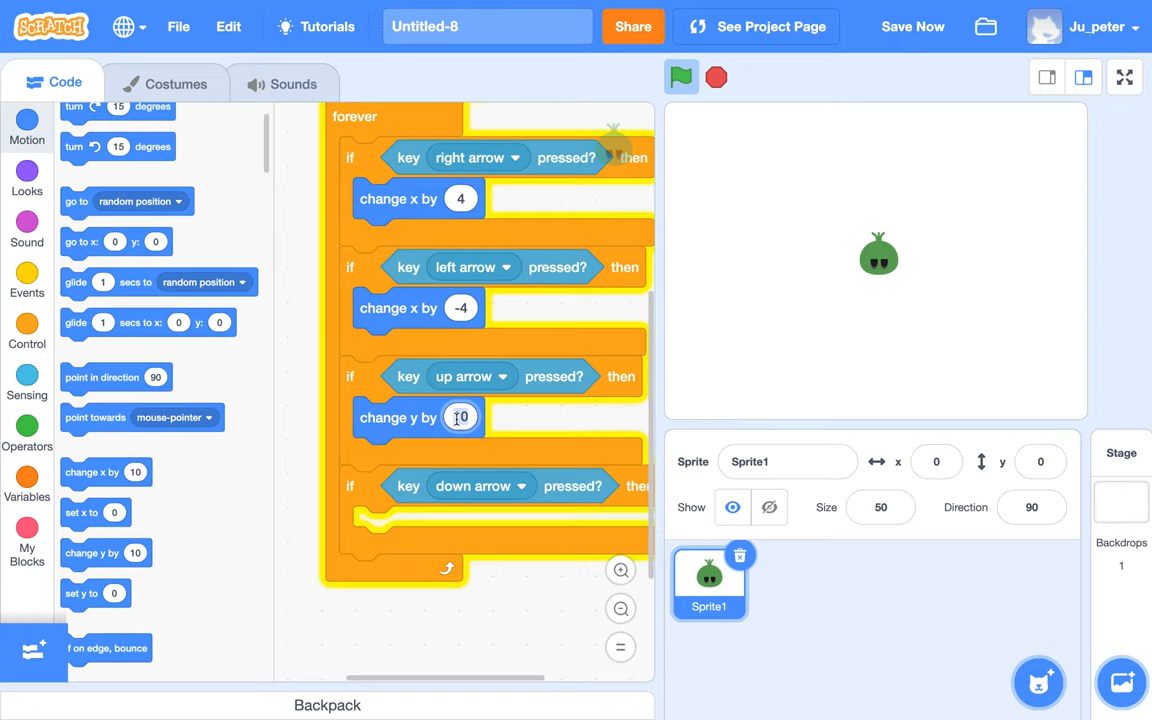 SCRATCH
File
Edit
Tutorials
Untitled-8
Share
See Project Page
Save Now
Ju_peter
Code
Costumes
Sounds
Motion
Looks
Sound
Events
Control
Sensing
Operators
Variables
My
Blocks
turn 15 degrees
turn 15 degrees
go to random position
go to x: 0 y: 0
glide 1 secs to random position
glide 1 secs to x: 0 y: 0
point in direction 90
point towards mouse-pointer
change x by 10
set x to 0
change y by 10
set y to 0
if on edge, bounce
forever
if key right arrow pressed? then
change x by 4
if key left arrow pressed? then
change x by -4
if key up arrow pressed? then
change y by
if key down arrow pressed? then
Backpack
Sprite Sprite1 x 0 y 0
Show Size 50 Direction 90
Sprite1
Stage
Backdrops
1